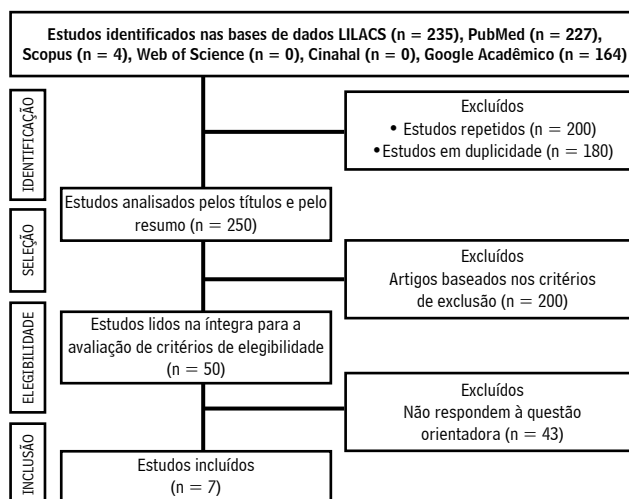 Estudos identificados nas bases de dados LILACS (n = 235), PubMed (n = 227),
Scopus (n = 4), Web of Science (n = 0), Cinahal (n = 0), Google Acadêmico (n = 164)
IDENTIFICAÇÃO
Excluídos
• Estudos repetidos (n = 200)
•Estudos em duplicidade (n = 180)
Estudos analisados pelos títulos e pelo
resumo (n = 250)
SELEÇÃO
Excluídos
Artigos baseados nos critérios
de exclusão (n = 200)
ELEGIBILIDADE
Estudos lidos na íntegra para a
avaliação de critérios de elegibilidade
(n = 50)
Excluídos
Não respondem à questão
orientadora (n = 43)
INCLUSÃO
Estudos incluídos
(n = 7)